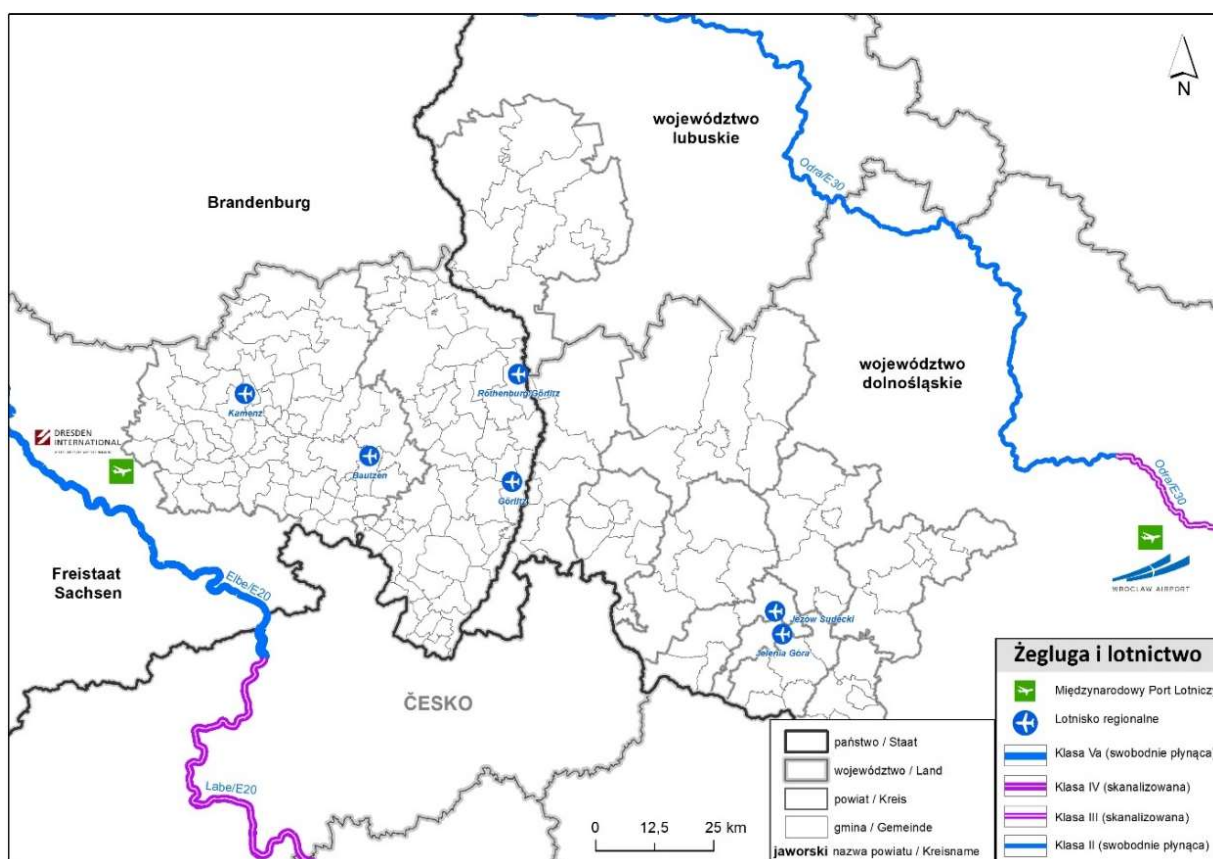 N
województwo
lubuskie
Odra/E30
Brandenburg
województwo
dolnośląskie
Rothenburg/Görlitz
Kamenz
DRESDEN
INTERNATIONAL
Bautzen
Görlitz
Odra/E30
Freistaat
Sachsen
Elbe/E20
WROCLAW AIRPORT
Jeżów Sudecki
Jelenia Góra
ČESKO
Labe/E20
0 12,5 25 km
państwo / Staat
województwo / Land
powiat / Kreis
gmina / Gemeinde
jaworski nazwa powiatu / Kreisname
Żegluga i lotnictwo
Międzynarodowy Port Lotniczy
Lotnisko regionalne
Klasa Va (swobodnie płynąca)
Klasa IV (skanalizowana)
Klasa III (skanalizowana)
Klasa II (swobodnie płynąca)